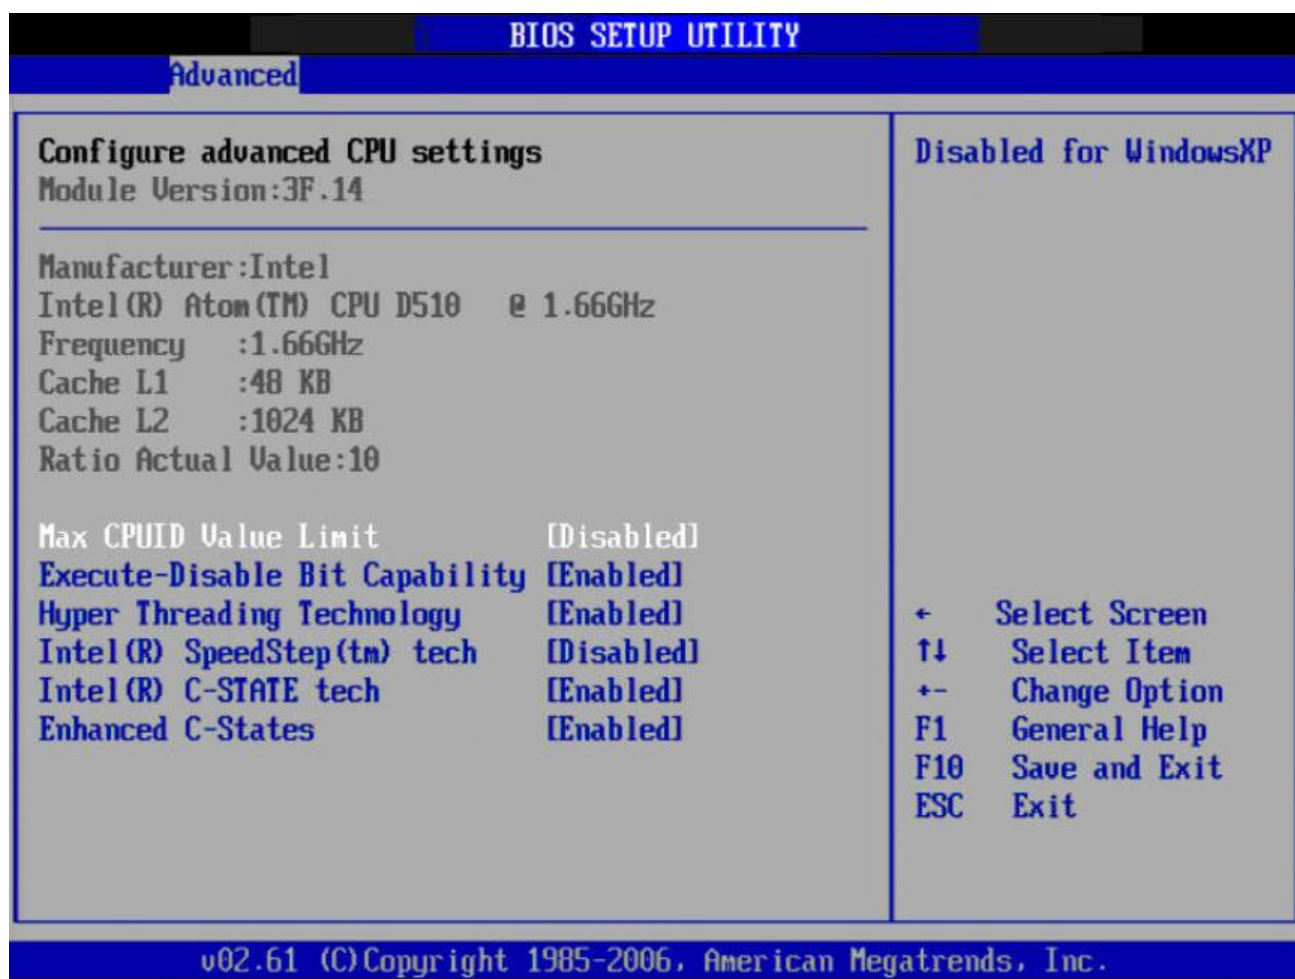 BIOS SETUP UTILITY
Advanced
Configure advanced CPU settings
Module Version:3F.14
Manufacturer:Intel
Intel(R) Atom(TM) CPU D510 @ 1.66GHz
Frequency :1.66GHz
Cache L1 :48 KB
Cache L2 :1024 KB
Ratio Actual Value:10
Max CPUID Value Limit [Disabled]
Execute-Disable Bit Capability [Enabled]
Hyper Threading Technology [Enabled]
Intel(R) SpeedStep(tm) tech [Disabled]
Intel(R) C-STATE tech [Enabled]
Enhanced C-States [Enabled]
Disabled for WindowsXP
← Select Screen
↑↓ Select Item
+- Change Option
F1 General Help
F10 Save and Exit
ESC Exit
v02.61 (C)Copyright 1985-2006, American Megatrends, Inc.